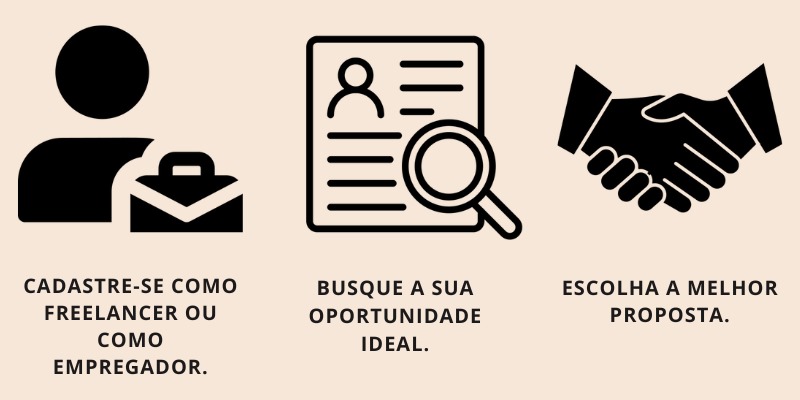 CADASTRE-SE COMO
FREELANCER OU
COMO
EMPREGADOR.
BUSQUE A SUA
OPORTUNIDADE
IDEAL.
ESCOLHA A MELHOR
PROPOSTA.